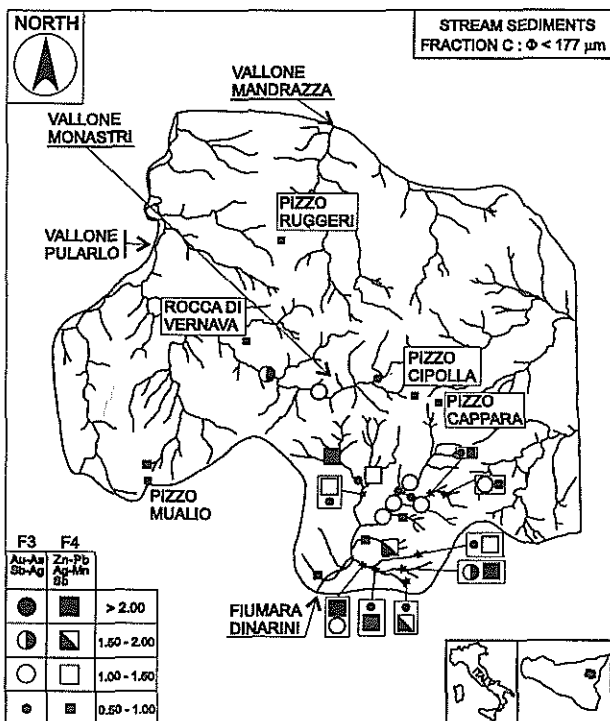 NORTH
STREAM SEDIMENTS
FRACTION C : Φ < 177 µm
VALLONE
MANDRAZZA
VALLONE
MONASTRI
PIZZO
RUGGERI
VALLONE
PULARLO
ROCCA DI
VERNAVA
PIZZO
CIPOLLA
PIZZO
CAPPARA
PIZZO
MUALIO
F3 F4
Au-As Zn-Pb
Sb-Ag Ag-Mn
Sb
> 2.00
1.50 - 2.00
1.00 - 1.50
0.50 - 1.00
FIUMARA
DINARINI